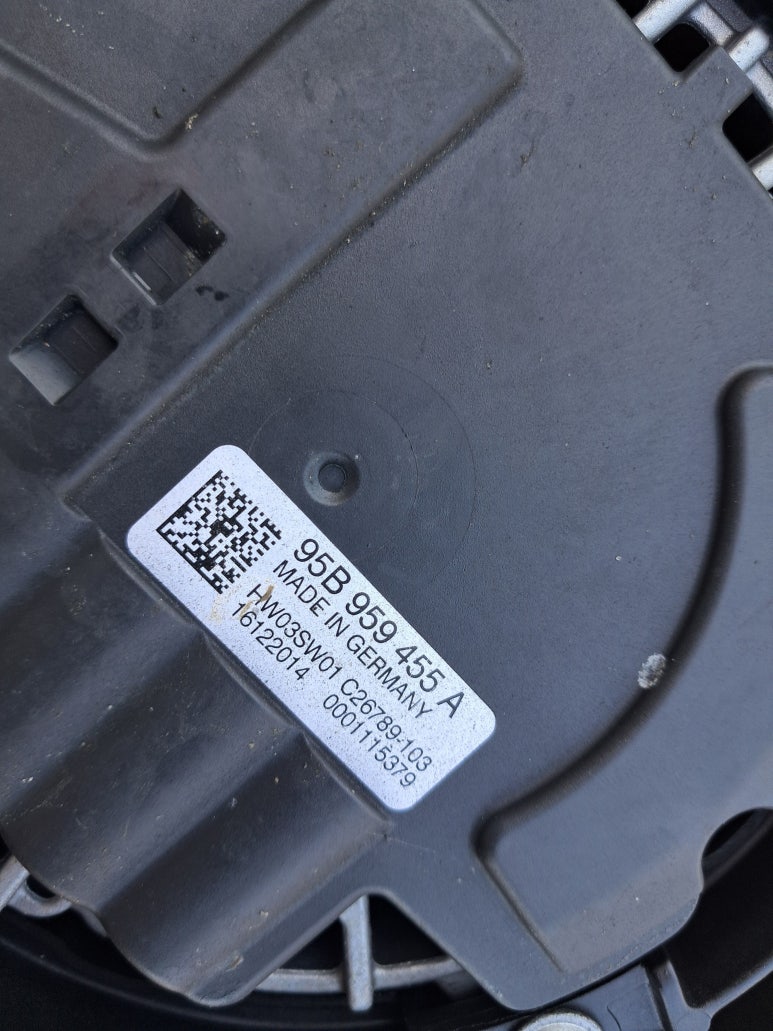 95B 959 455 A
MADE IN GERMANY
HW03SW01 C26789-103
16122014 0001115379